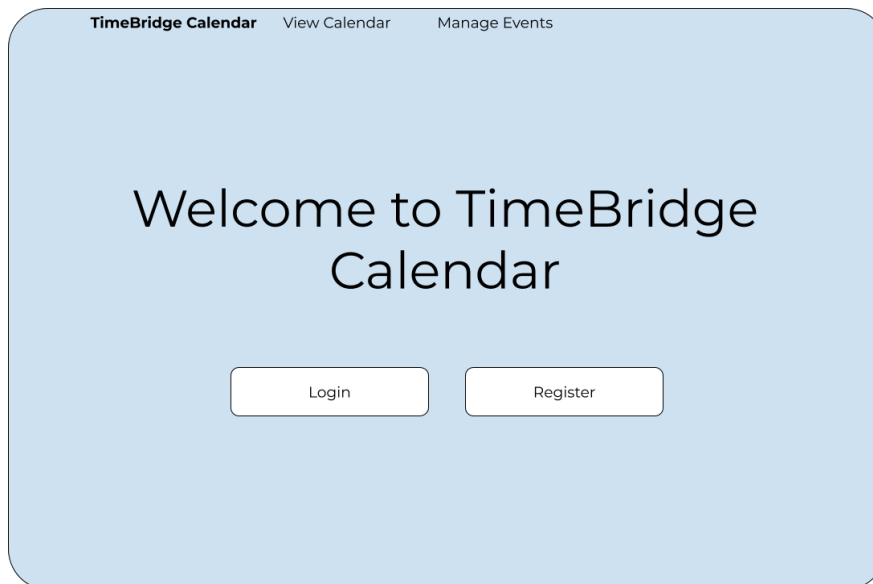 TimeBridge Calendar View Calendar Manage Events
Welcome to TimeBridge
Calendar
Login Register